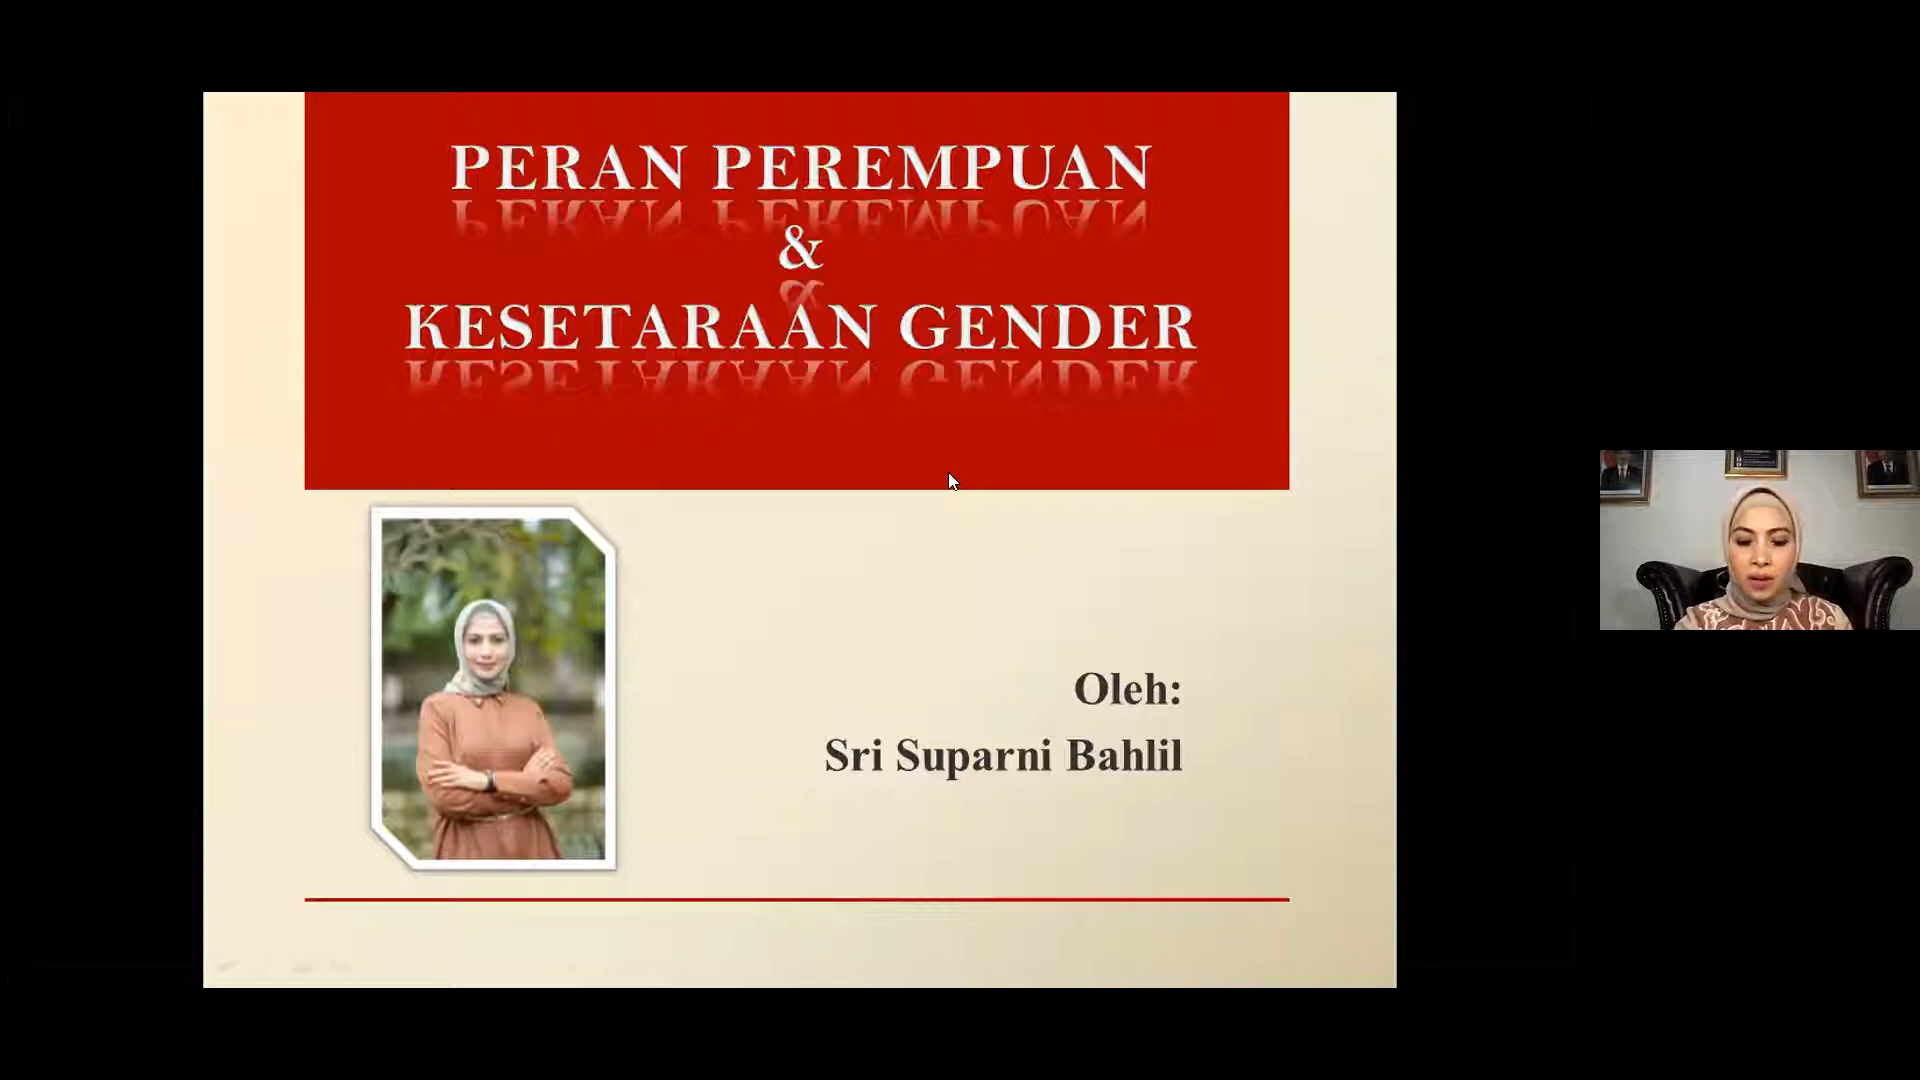 PERAN PEREMPUAN
&
KESETARAAN GENDER
Oleh:
Sri Suparni Bahlil